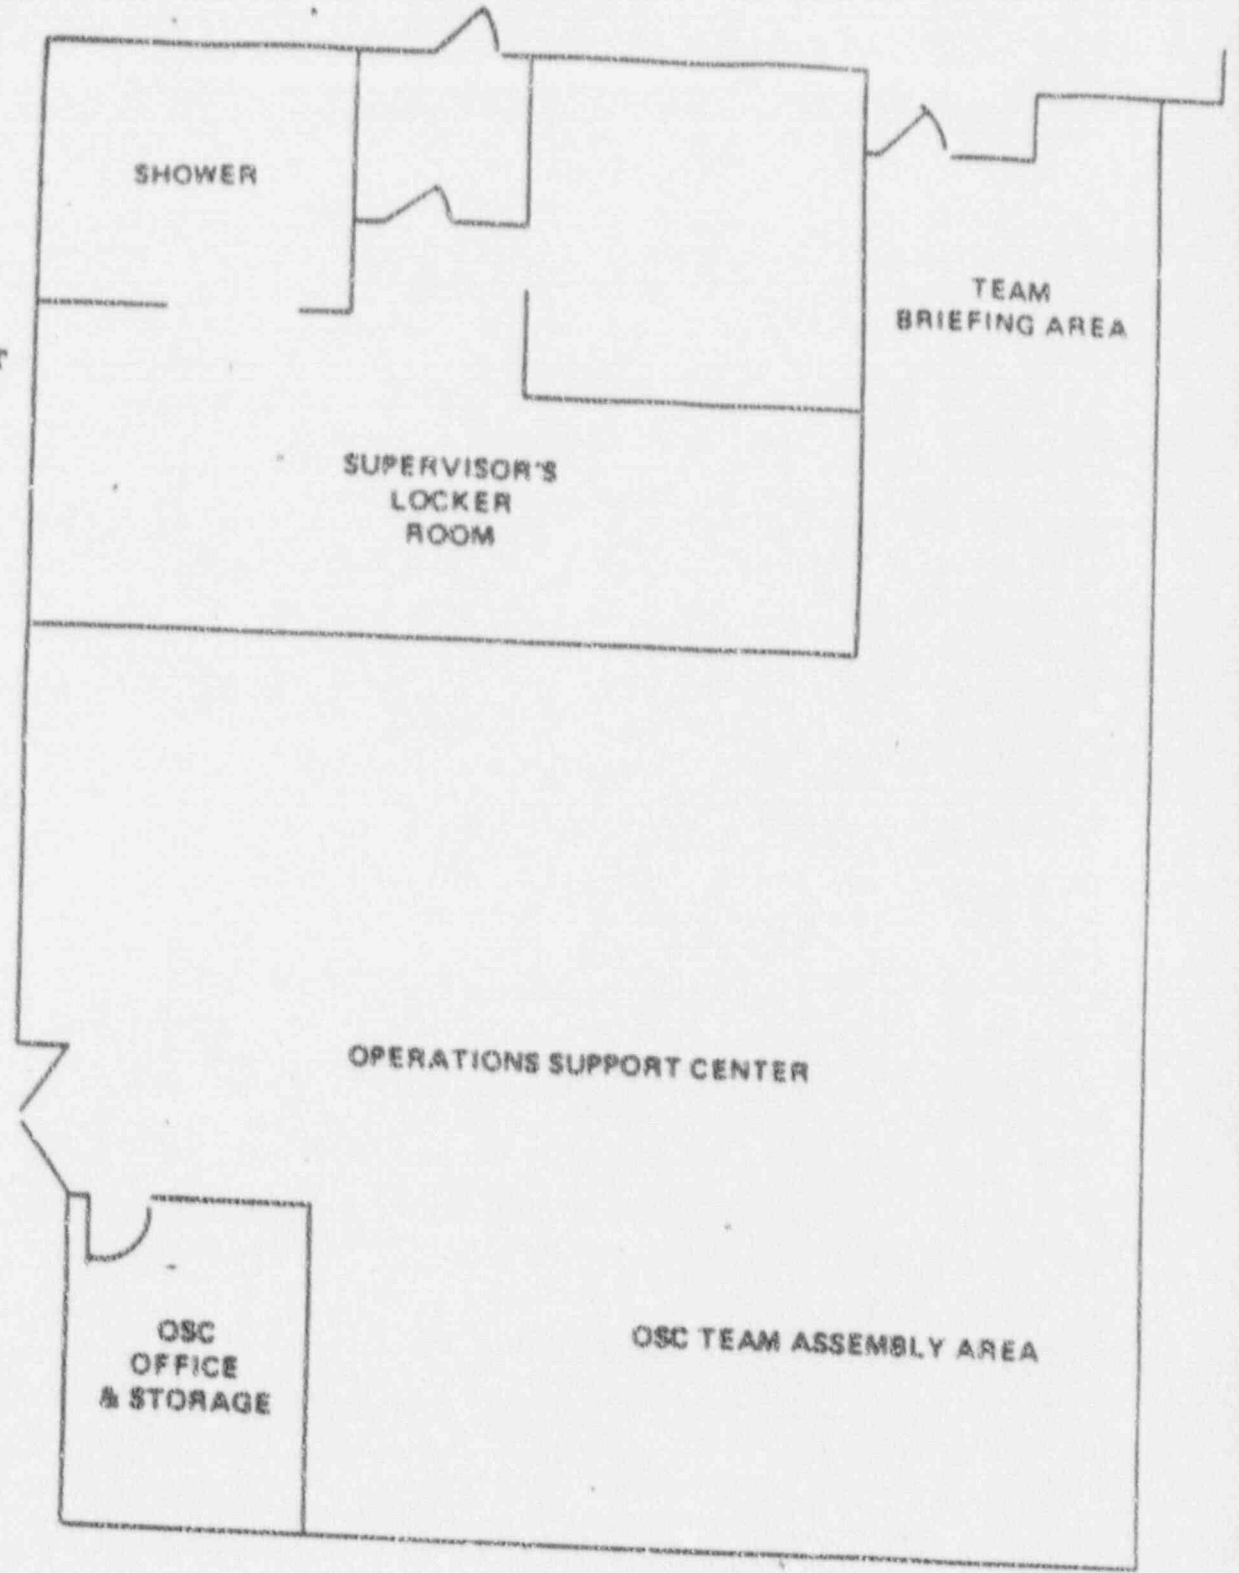 SHOWER
TEAM
BRIEFING AREA
SUPERVISOR'S
LOCKER
ROOM
OPERATIONS SUPPORT CENTER
OSC
OFFICE
& STORAGE
OSC TEAM ASSEMBLY AREA